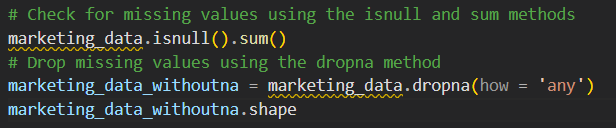 # Check for missing values using the isnull and sum methods
marketing_data.isnull().sum()
# Drop missing values using the dropna method
marketing_data_withoutna = marketing_data.dropna(how = 'any')
marketing_data_withoutna.shape